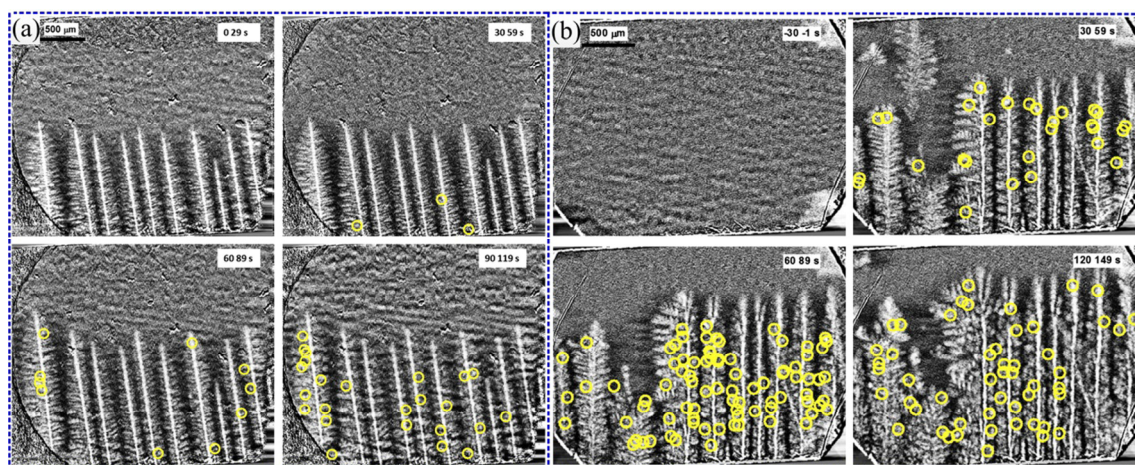 (a)
500 μm
0 29 s
30 59 s
60 89 s
90 119 s
(b)
500 μm
-30 -1 s
30 59 s
60 89 s
120 149 s